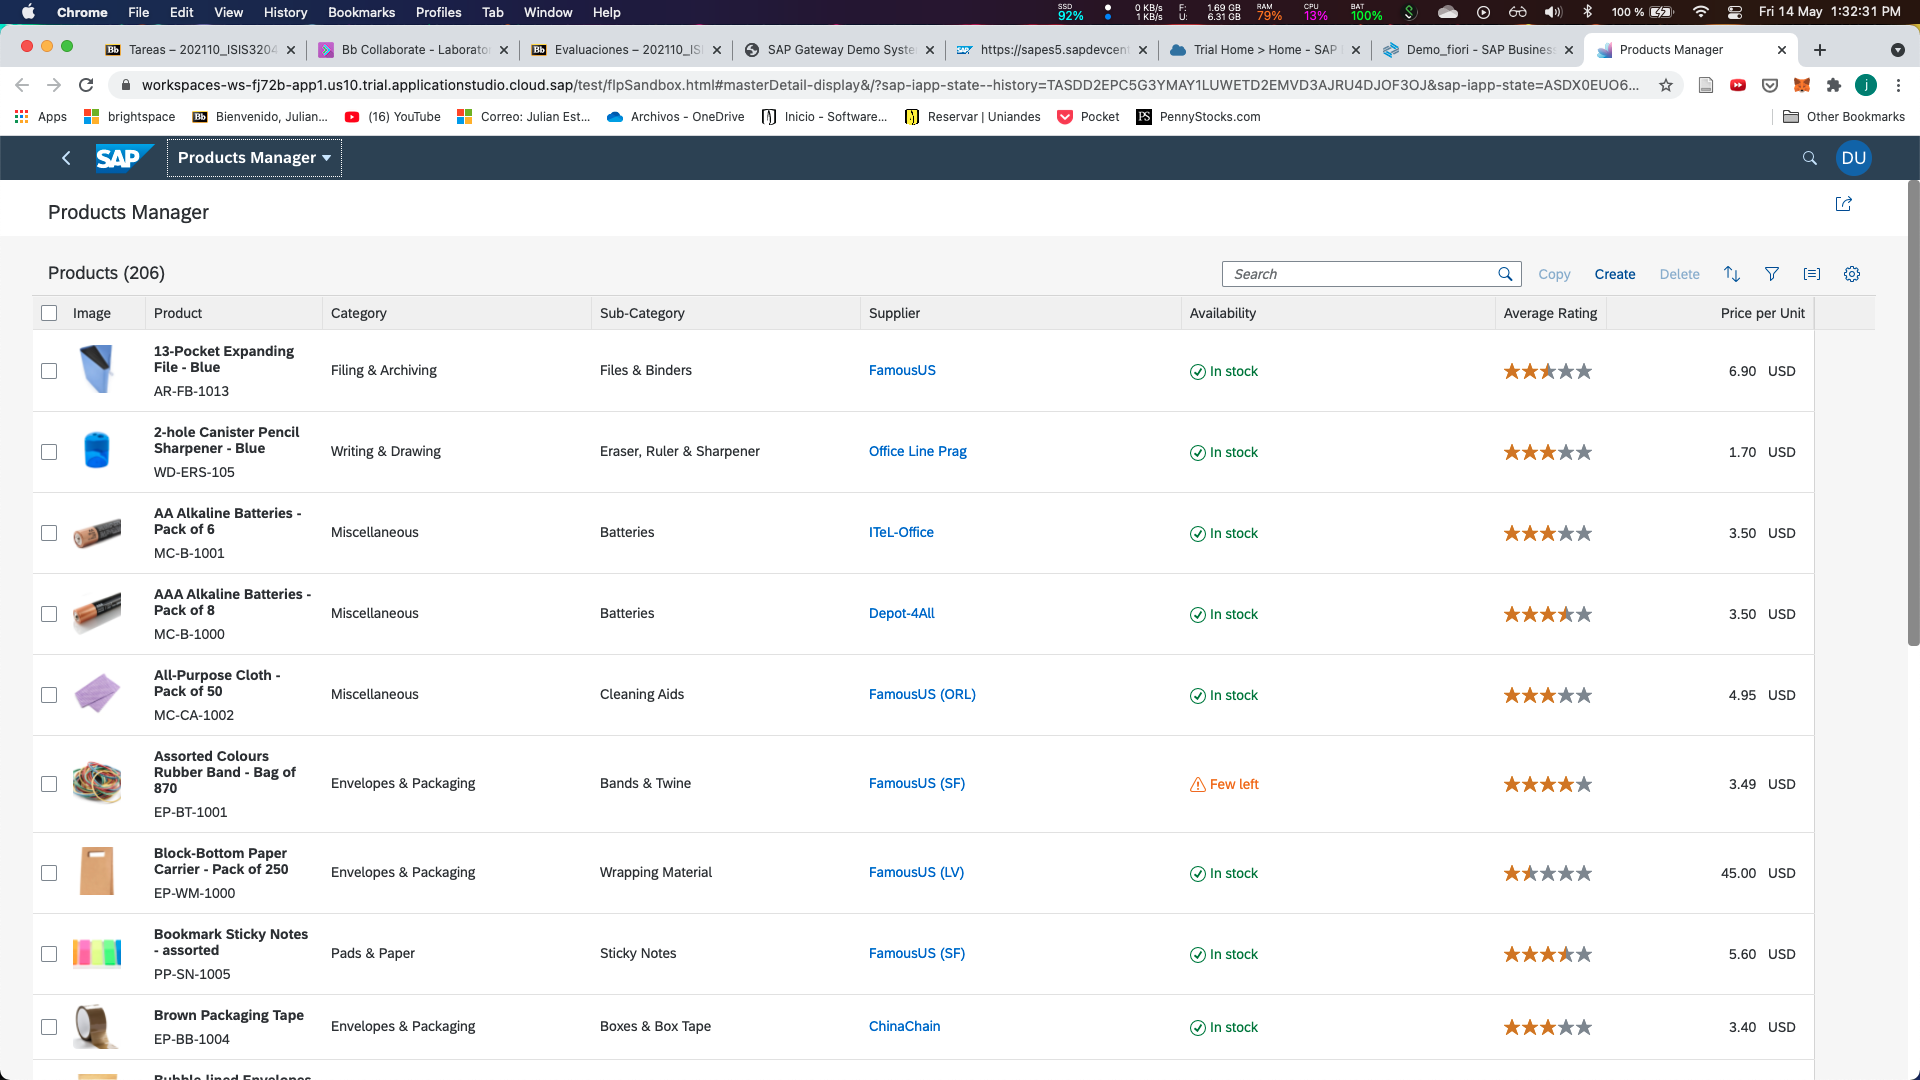 Chrome File Edit View History Bookmarks Profiles Tab Window Help
SSD 92% 0 KB/s 1 KB/s F: 1.69 GB U: 6.31 GB RAM 79% CPU 13% BAT 100% 100 % Fri 14 May 1:32:31 PM
Bb Tareas – 202110_ISIS3204 Bb Collaborate - Laborato Bb Evaluaciones – 202110_IS SAP Gateway Demo Syste https://sapes5.sapdevcen Trial Home > Home - SAP Demo_fiori - SAP Business Products Manager
workspaces-ws-fj72b-app1.us10.trial.applicationstudio.cloud.sap/test/flpSandbox.html#masterDetail-display&/?sap-iapp-state--history=TASDD2EPC5G3YMAY1LUWETD2EMVD3AJRU4DJOF3OJ&sap-iapp-state=ASDX0EUO6... j
Apps brightspace Bb Bienvenido, Julian... (16) YouTube Correo: Julian Est... Archivos - OneDrive Inicio - Software... Reservar | Uniandes Pocket PS PennyStocks.com Other Bookmarks
SAP Products Manager DU
Products Manager
Products (206) Search Copy Create Delete
Image Product Category Sub-Category Supplier Availability Average Rating Price per Unit
13-Pocket Expanding
File - Blue
AR-FB-1013
Filing & Archiving Files & Binders FamousUS In stock 6.90 USD
2-hole Canister Pencil
Sharpener - Blue
WD-ERS-105
Writing & Drawing Eraser, Ruler & Sharpener Office Line Prag In stock 1.70 USD
AA Alkaline Batteries -
Pack of 6
MC-B-1001
Miscellaneous Batteries ITeL-Office In stock 3.50 USD
AAA Alkaline Batteries -
Pack of 8
MC-B-1000
Miscellaneous Batteries Depot-4All In stock 3.50 USD
All-Purpose Cloth -
Pack of 50
MC-CA-1002
Miscellaneous Cleaning Aids FamousUS (ORL) In stock 4.95 USD
Assorted Colours
Rubber Band - Bag of
870
EP-BT-1001
Envelopes & Packaging Bands & Twine FamousUS (SF) Few left 3.49 USD
Block-Bottom Paper
Carrier - Pack of 250
EP-WM-1000
Envelopes & Packaging Wrapping Material FamousUS (LV) In stock 45.00 USD
Bookmark Sticky Notes
- assorted
PP-SN-1005
Pads & Paper Sticky Notes FamousUS (SF) In stock 5.60 USD
Brown Packaging Tape
EP-BB-1004
Envelopes & Packaging Boxes & Box Tape ChinaChain In stock 3.40 USD
Bubble-lined Envelopes